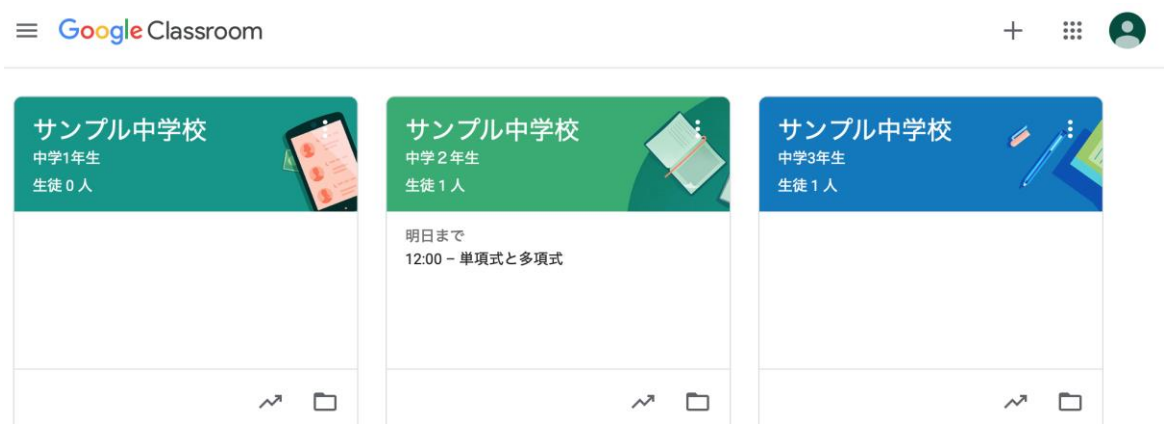 Google Classroom
サンプル中学校
中学1年生
生徒 0 人
サンプル中学校
中学２年生
生徒 1 人
明日まで
12:00 – 単項式と多項式
サンプル中学校
中学3年生
生徒 1 人